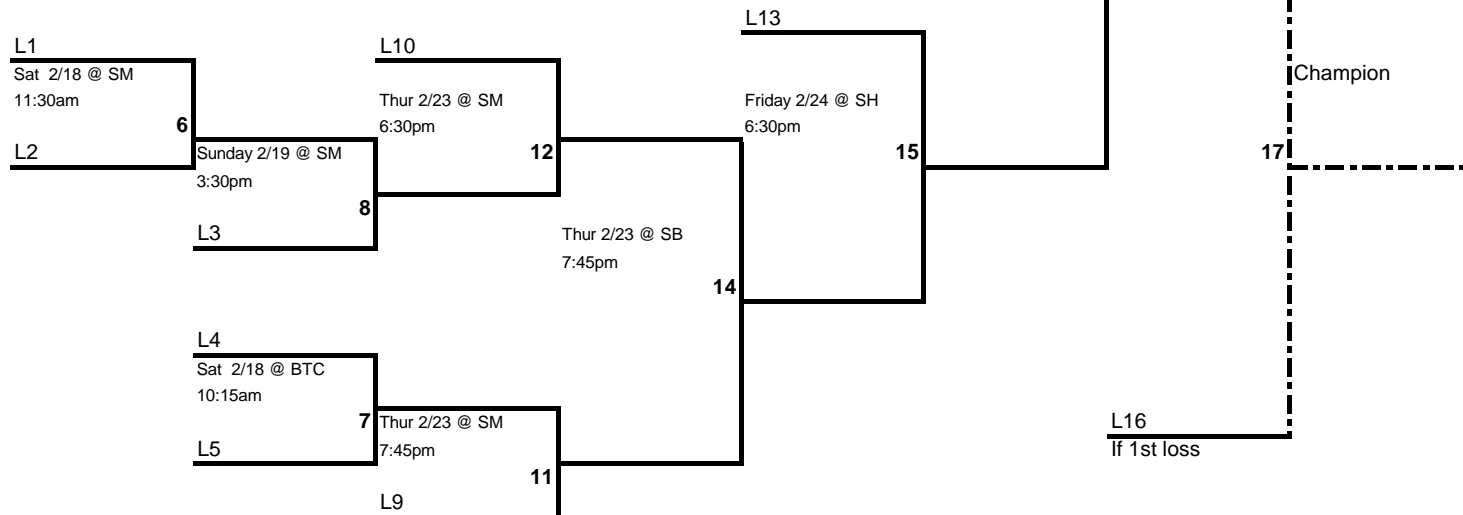 L1
Sat  2/18 @ SM
11:30am
6
L2
Sunday 2/19 @ SM
3:30pm
8
L3
L4
Sat  2/18 @ BTC
10:15am
7
L5
L10
Thur 2/23 @ SM
6:30pm
12
Thur 2/23 @ SM
7:45pm
11
L9
Thur 2/23 @ SB
7:45pm
14
L13
Friday 2/24 @ SH
6:30pm
15
L16
If 1st loss
17
Champion